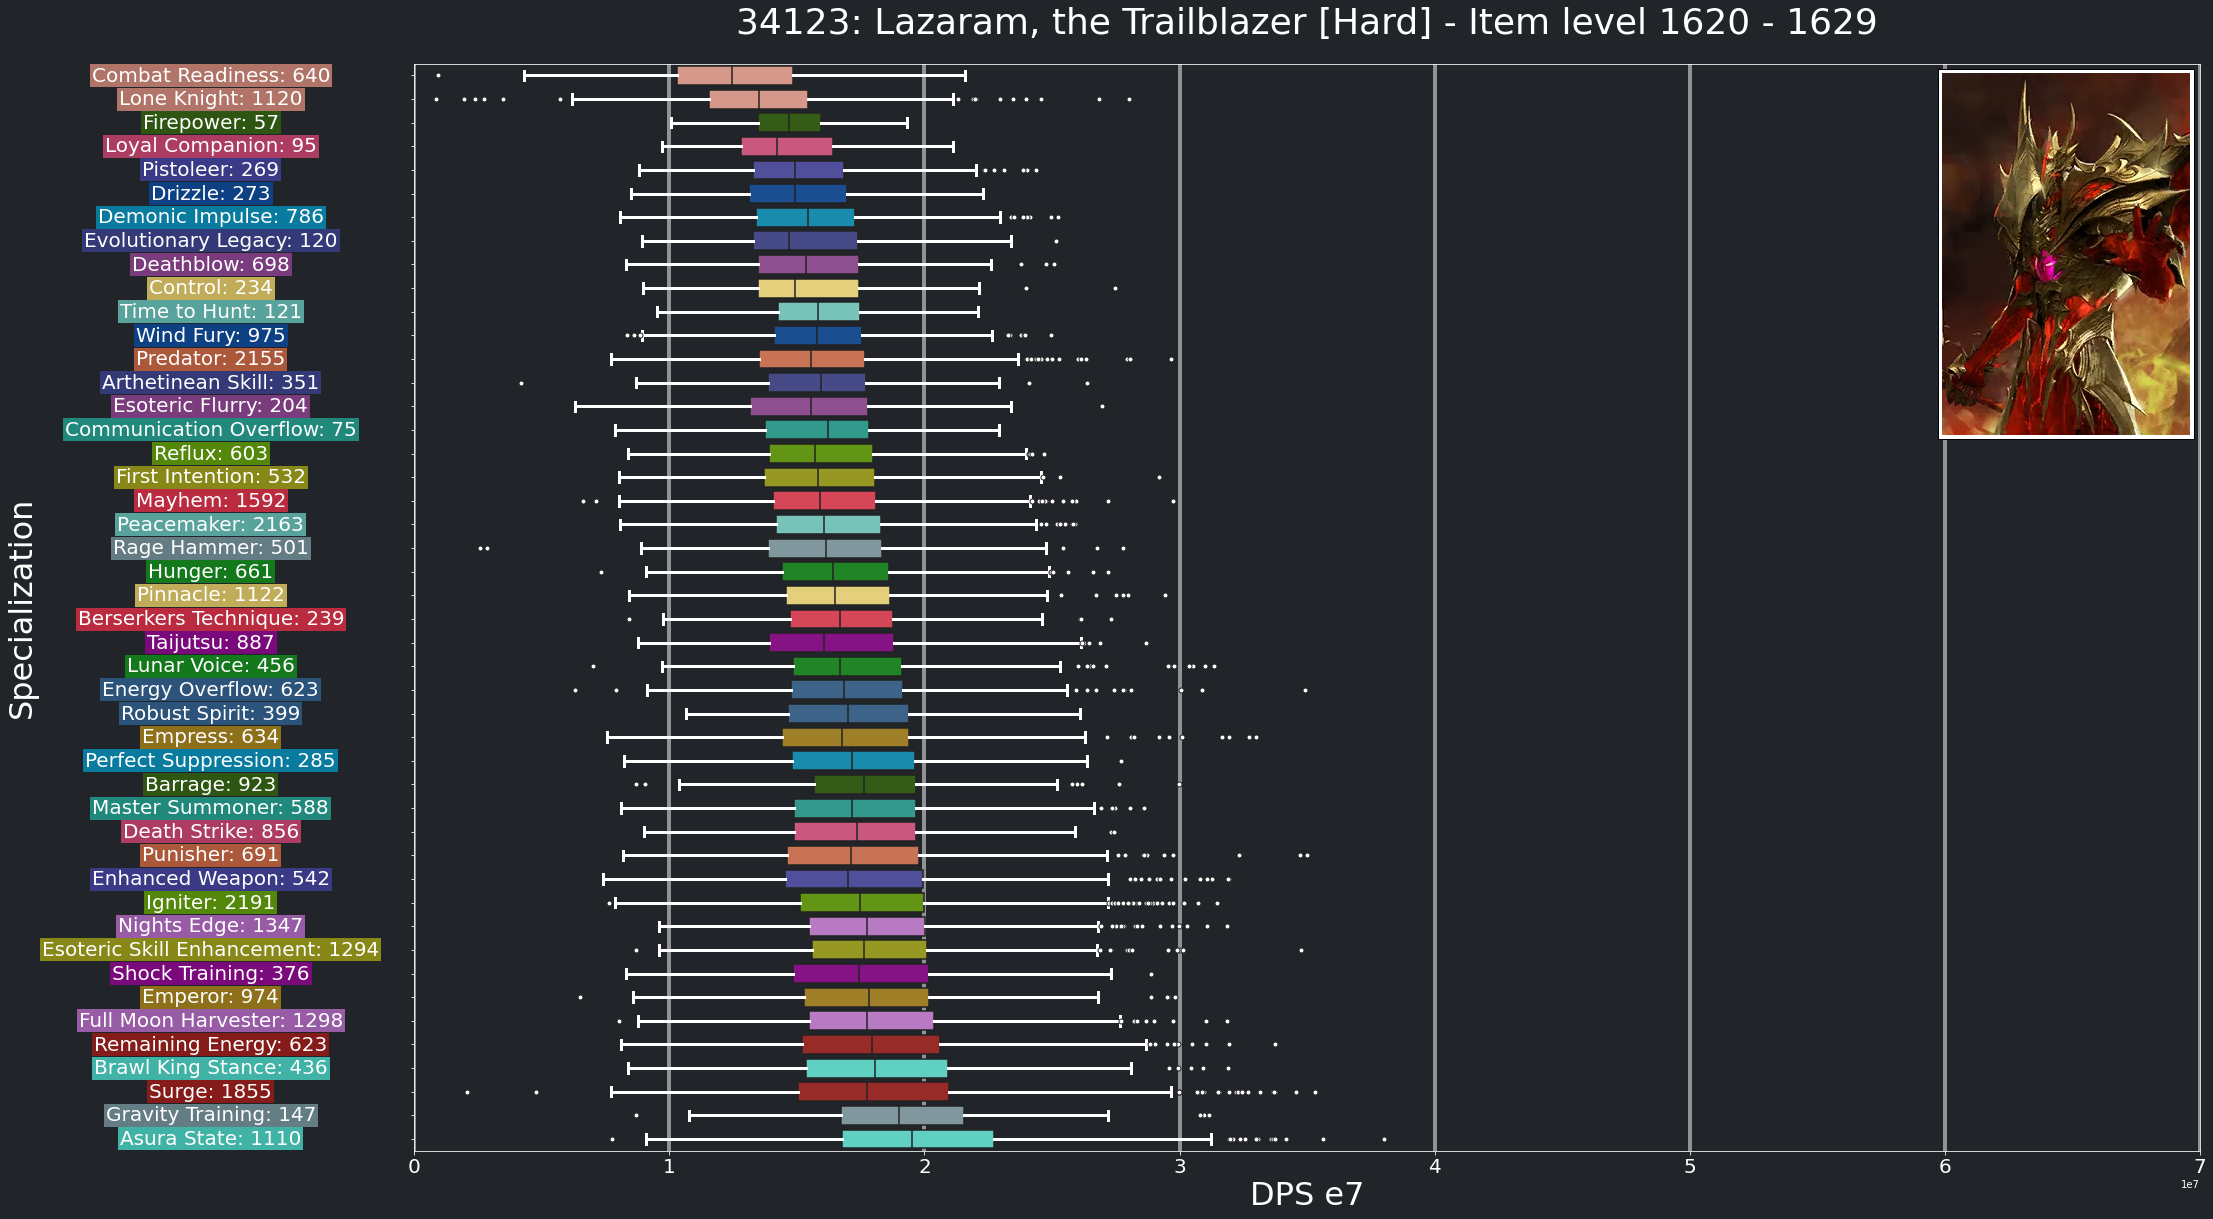 34123: Lazaram, the Trailblazer [Hard] - Item level 1620 - 1629
Specialization
Combat Readiness: 640
Lone Knight: 1120
Firepower: 57
Loyal Companion: 95
Pistoleer: 269
Drizzle: 273
Demonic Impulse: 786
Evolutionary Legacy: 120
Deathblow: 698
Control: 234
Time to Hunt: 121
Wind Fury: 975
Predator: 2155
Arthetinean Skill: 351
Esoteric Flurry: 204
Communication Overflow: 75
Reflux: 603
First Intention: 532
Mayhem: 1592
Peacemaker: 2163
Rage Hammer: 501
Hunger: 661
Pinnacle: 1122
Berserkers Technique: 239
Taijutsu: 887
Lunar Voice: 456
Energy Overflow: 623
Robust Spirit: 399
Empress: 634
Perfect Suppression: 285
Barrage: 923
Master Summoner: 588
Death Strike: 856
Punisher: 691
Enhanced Weapon: 542
Igniter: 2191
Nights Edge: 1347
Esoteric Skill Enhancement: 1294
Shock Training: 376
Emperor: 974
Full Moon Harvester: 1298
Remaining Energy: 623
Brawl King Stance: 436
Surge: 1855
Gravity Training: 147
Asura State: 1110
0 1 2 3 4 5 6 7
DPS e7
1e7